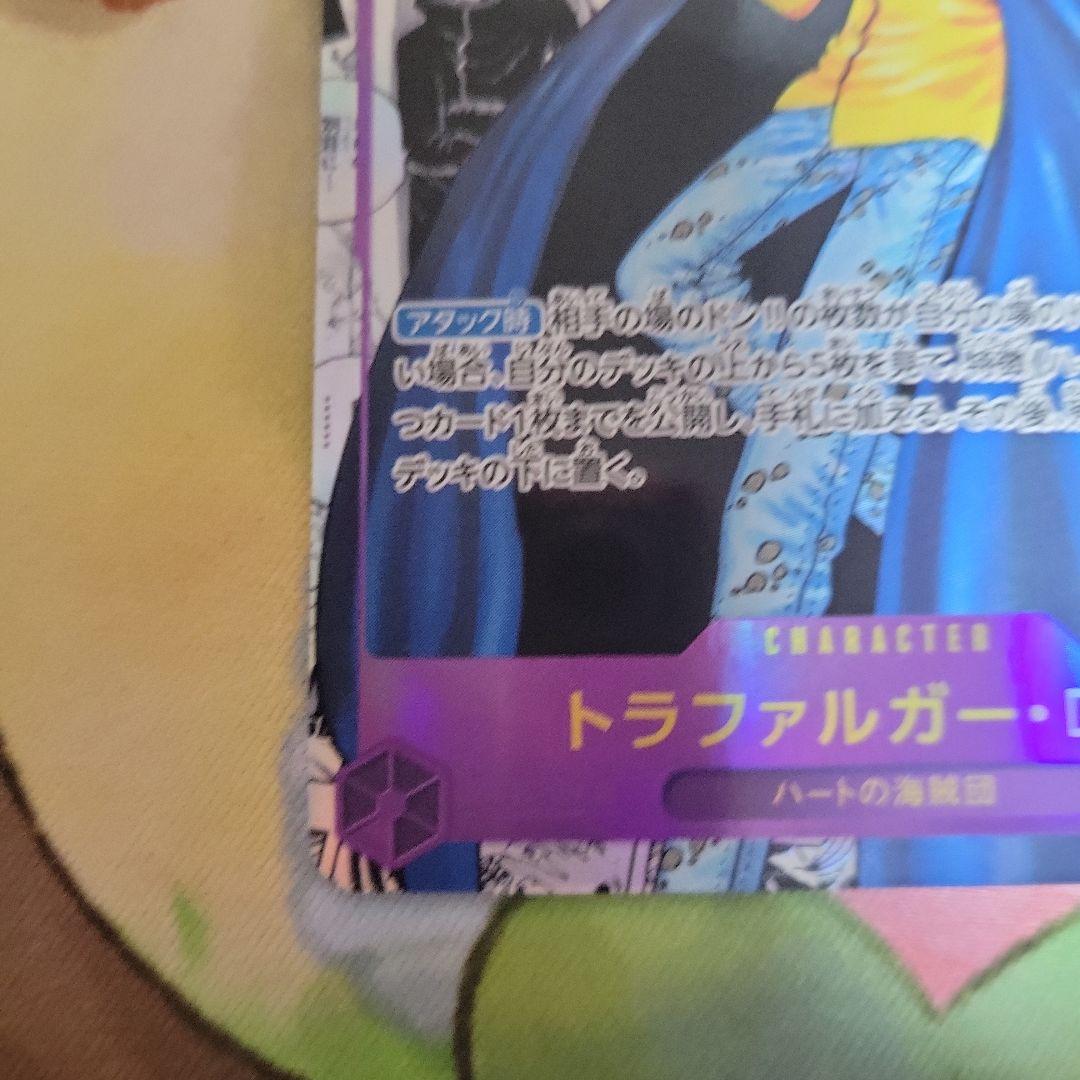 アタック時 相手の場のドン!!の枚数が自分の場の
い場合、自分のデッキの上から5枚を見て、特徴
つカード1枚までを公開し、手札に加える。その後、
デッキの下に置く。
CHARACTER
トラファルガー・
ハートの海賊団